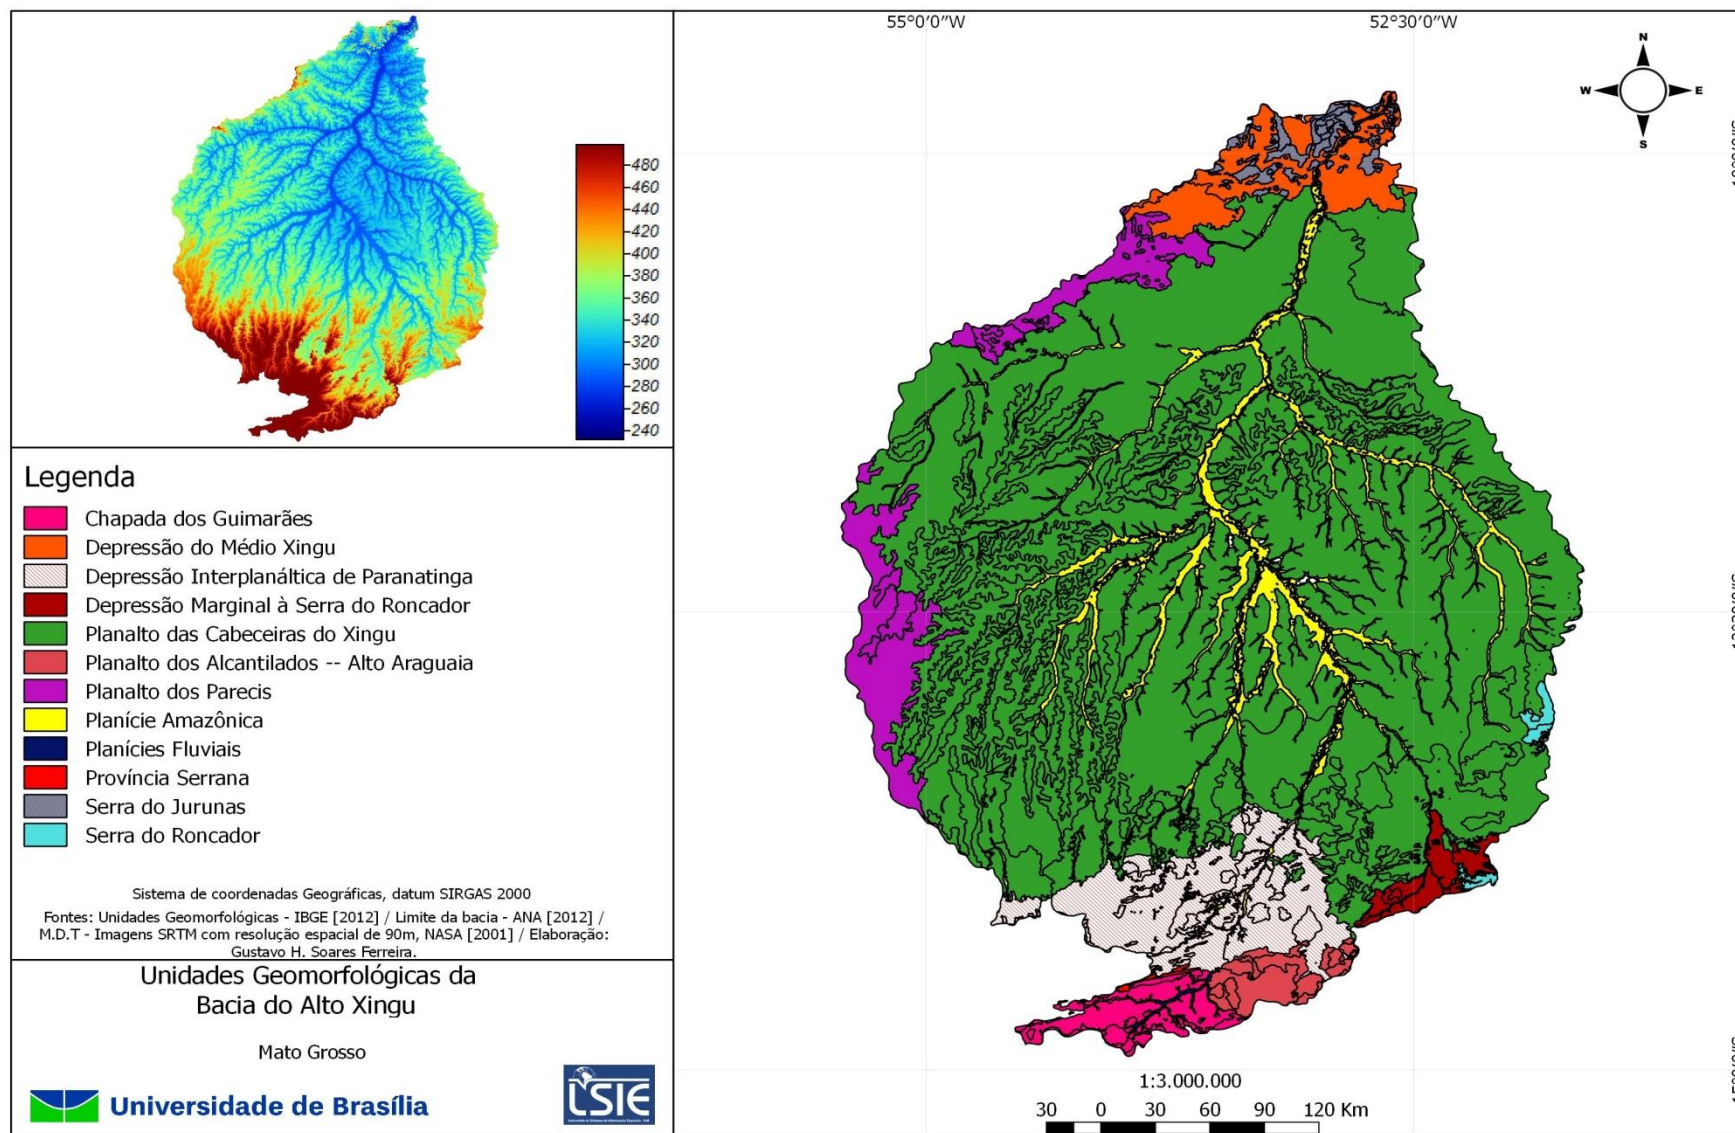 480
460
440
420
400
380
360
340
320
300
280
260
240
Legenda
Chapada dos Guimarães
Depressão do Médio Xingu
Depressão Interplanáltica de Paranatinga
Depressão Marginal à Serra do Roncador
Planalto das Cabeceiras do Xingu
Planalto dos Alcantilados -- Alto Araguaia
Planalto dos Parecis
Planície Amazônica
Planícies Fluviais
Província Serrana
Serra do Jurunas
Serra do Roncador
Sistema de coordenadas Geográficas, datum SIRGAS 2000
Fontes: Unidades Geomorfológicas - IBGE [2012] / Limite da bacia - ANA [2012] /
M.D.T - Imagens SRTM com resolução espacial de 90m, NASA [2001] / Elaboração:
Gustavo H. Soares Ferreira.
Unidades Geomorfológicas da
Bacia do Alto Xingu
Mato Grosso
Universidade de Brasília
LSIE
55°0′0″W
52°30′0″W
N
W
E
S
1:3.000.000
30 0 30 60 90 120 Km